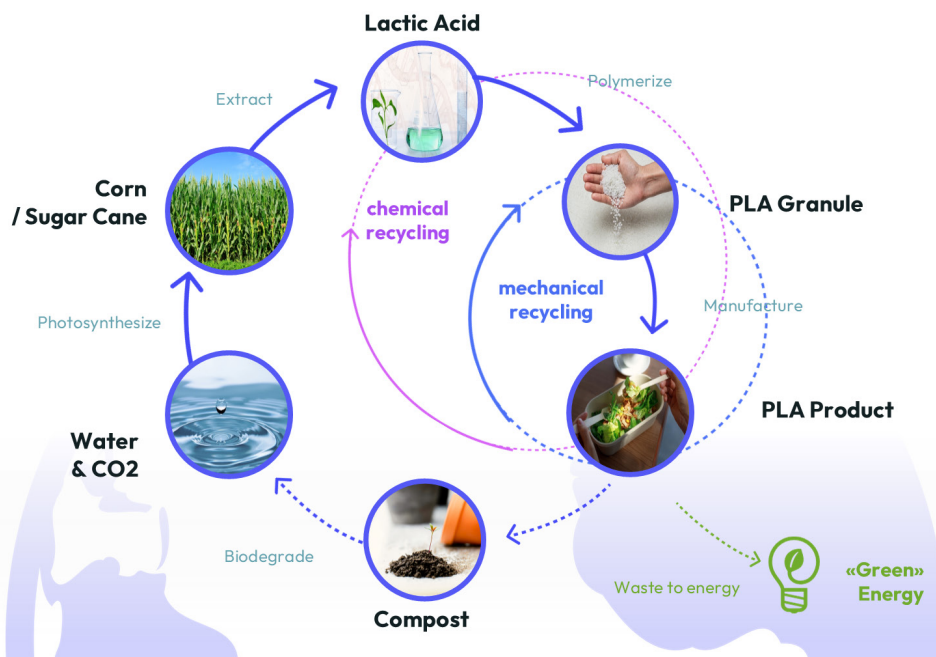 Lactic Acid
Extract
Polymerize
Corn
/ Sugar Cane
chemical
recycling
PLA Granule
mechanical
recycling
Manufacture
Photosynthesize
PLA Product
Water
& CO2
Biodegrade
Compost
Waste to energy
«Green»
Energy